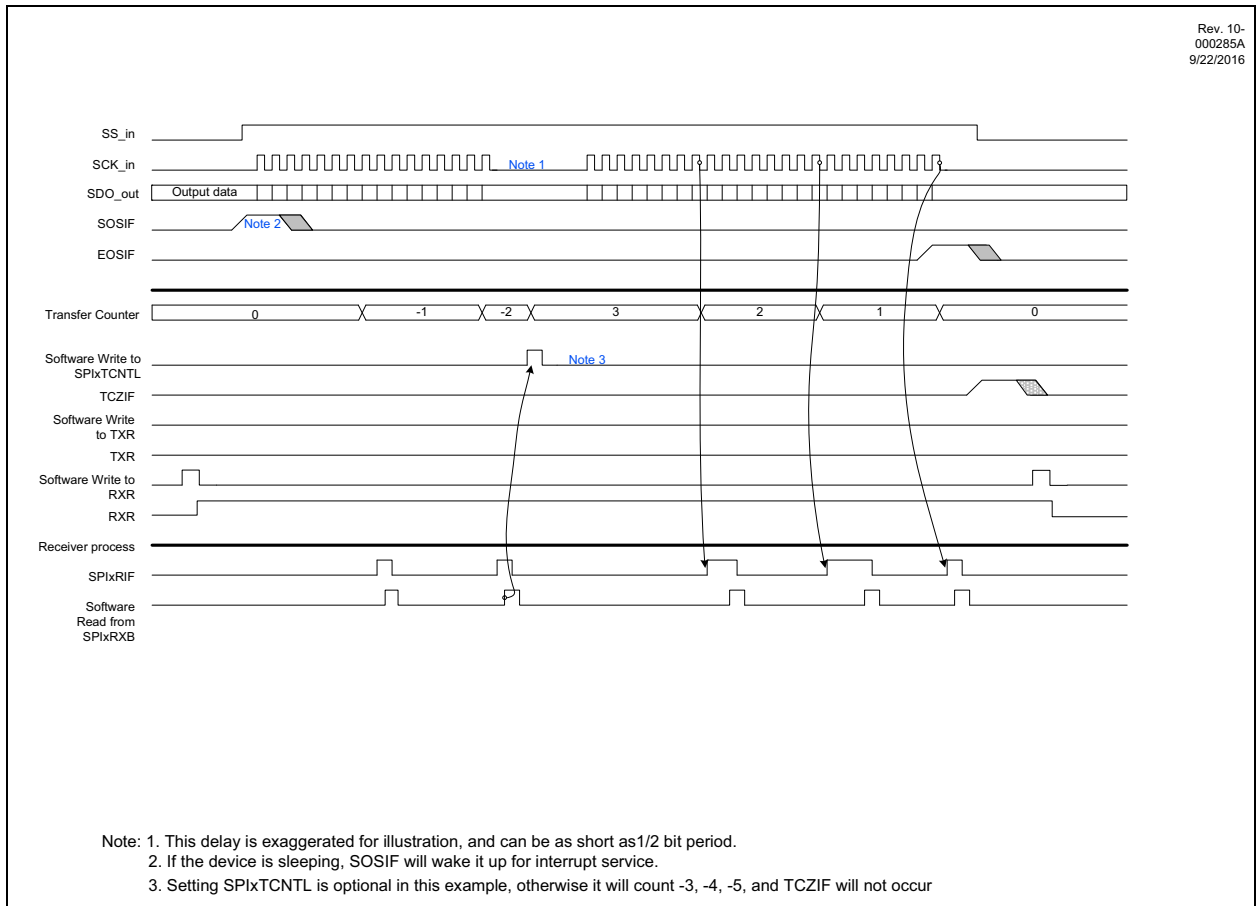 Rev. 10-
000285A
9/22/2016
SS_in
SCK_in
Note 1
SDO_out
Output data
SOSIF
Note 2
EOSIF
Transfer Counter
0
-1
-2
3
2
1
0
Software Write to
SPIxTCNTL
Note 3
TCZIF
Software Write
to TXR
TXR
Software Write to
RXR
RXR
Receiver process
SPIxRIF
Software
Read from
SPIxRXB
Note: 1. This delay is exaggerated for illustration, and can be as short as1/2 bit period.
2. If the device is sleeping, SOSIF will wake it up for interrupt service.
3. Setting SPIxTCNTL is optional in this example, otherwise it will count -3, -4, -5, and TCZIF will not occur